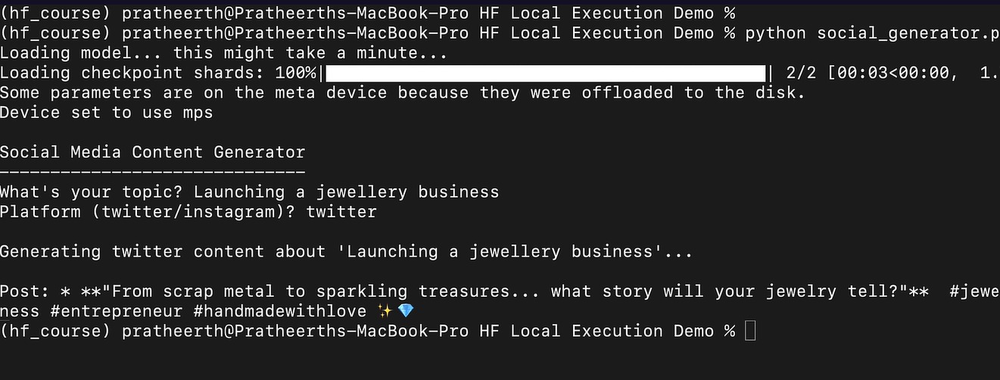 (hf_course) pratheerth@Pratheerths-MacBook-Pro HF Local Execution Demo %
(hf_course) pratheerth@Pratheerths-MacBook-Pro HF Local Execution Demo % python social_generator.p
Loading model... this might take a minute...
Loading checkpoint shards: 100%|██████████| 2/2 [00:03<00:00,  1.
Some parameters are on the meta device because they were offloaded to the disk.
Device set to use mps
Social Media Content Generator
------------------------------
What's your topic? Launching a jewellery business
Platform (twitter/instagram)? twitter
Generating twitter content about 'Launching a jewellery business'...
Post: * **"From scrap metal to sparkling treasures... what story will your jewelry tell?"**  #jewe
ness #entrepreneur #handmadewithlove ✨💎
(hf_course) pratheerth@Pratheerths-MacBook-Pro HF Local Execution Demo %